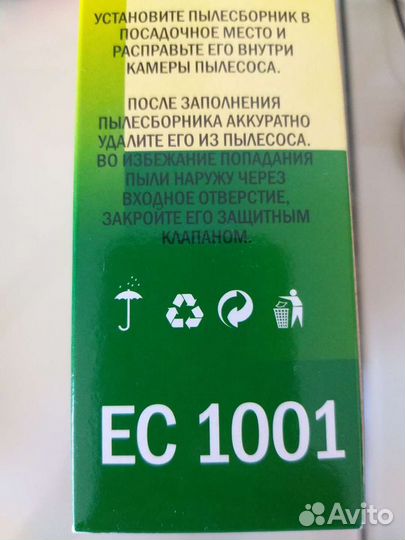 УСТАНОВИТЕ ПЫЛЕСБОРНИК В
ПОСАДОЧНОЕ МЕСТО И
РАСПРАВЬТЕ ЕГО ВНУТРИ
КАМЕРЫ ПЫЛЕСОСА.
ПОСЛЕ ЗАПОЛНЕНИЯ
ПЫЛЕСБОРНИКА АККУРАТНО
УДАЛИТЕ ЕГО ИЗ ПЫЛЕСОСА.
ВО ИЗБЕЖАНИЕ ПОПАДАНИЯ
ПЫЛИ НАРУЖУ ЧЕРЕЗ
ВХОДНОЕ ОТВЕРСТИЕ,
ЗАКРОЙТЕ ЕГО ЗАЩИТНЫМ
КЛАПАНОМ.
EC 1001
Avito